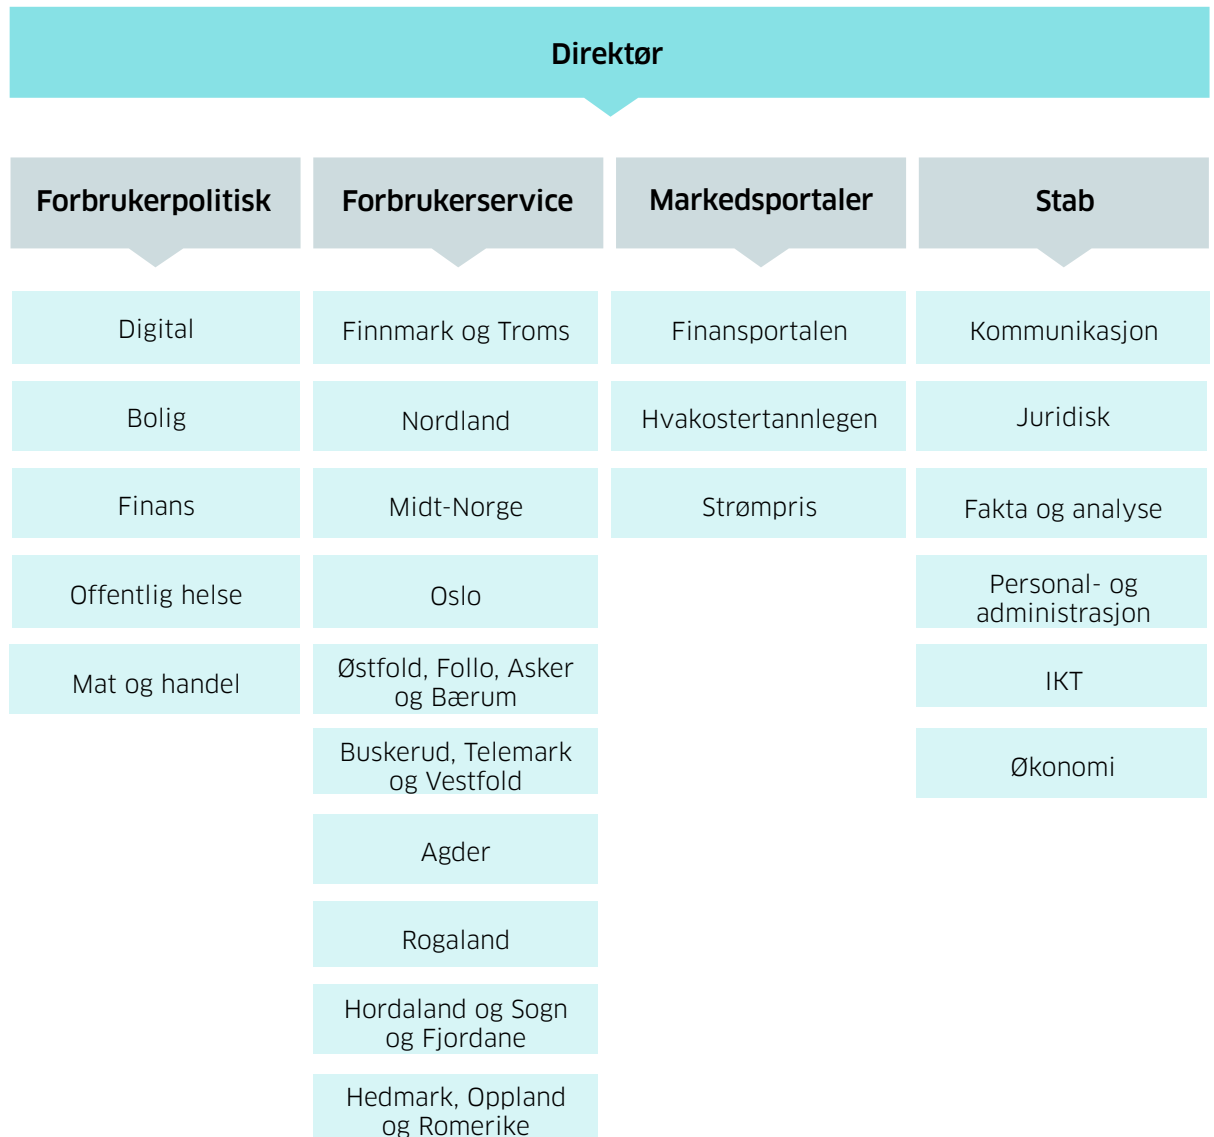 Direktør
Forbrukerpolitisk
Digital
Bolig
Finans
Offentlig helse
Mat og handel
Forbrukerservice
Finnmark og Troms
Nordland
Midt-Norge
Oslo
Østfold, Follo, Asker
og Bærum
Buskerud, Telemark
og Vestfold
Agder
Rogaland
Hordaland og Sogn
og Fjordane
Hedmark, Oppland
og Romerike
Markedsportaler
Finansportalen
Hvakostertannlegen
Strømpris
Stab
Kommunikasjon
Juridisk
Fakta og analyse
Personal- og
administrasjon
IKT
Økonomi